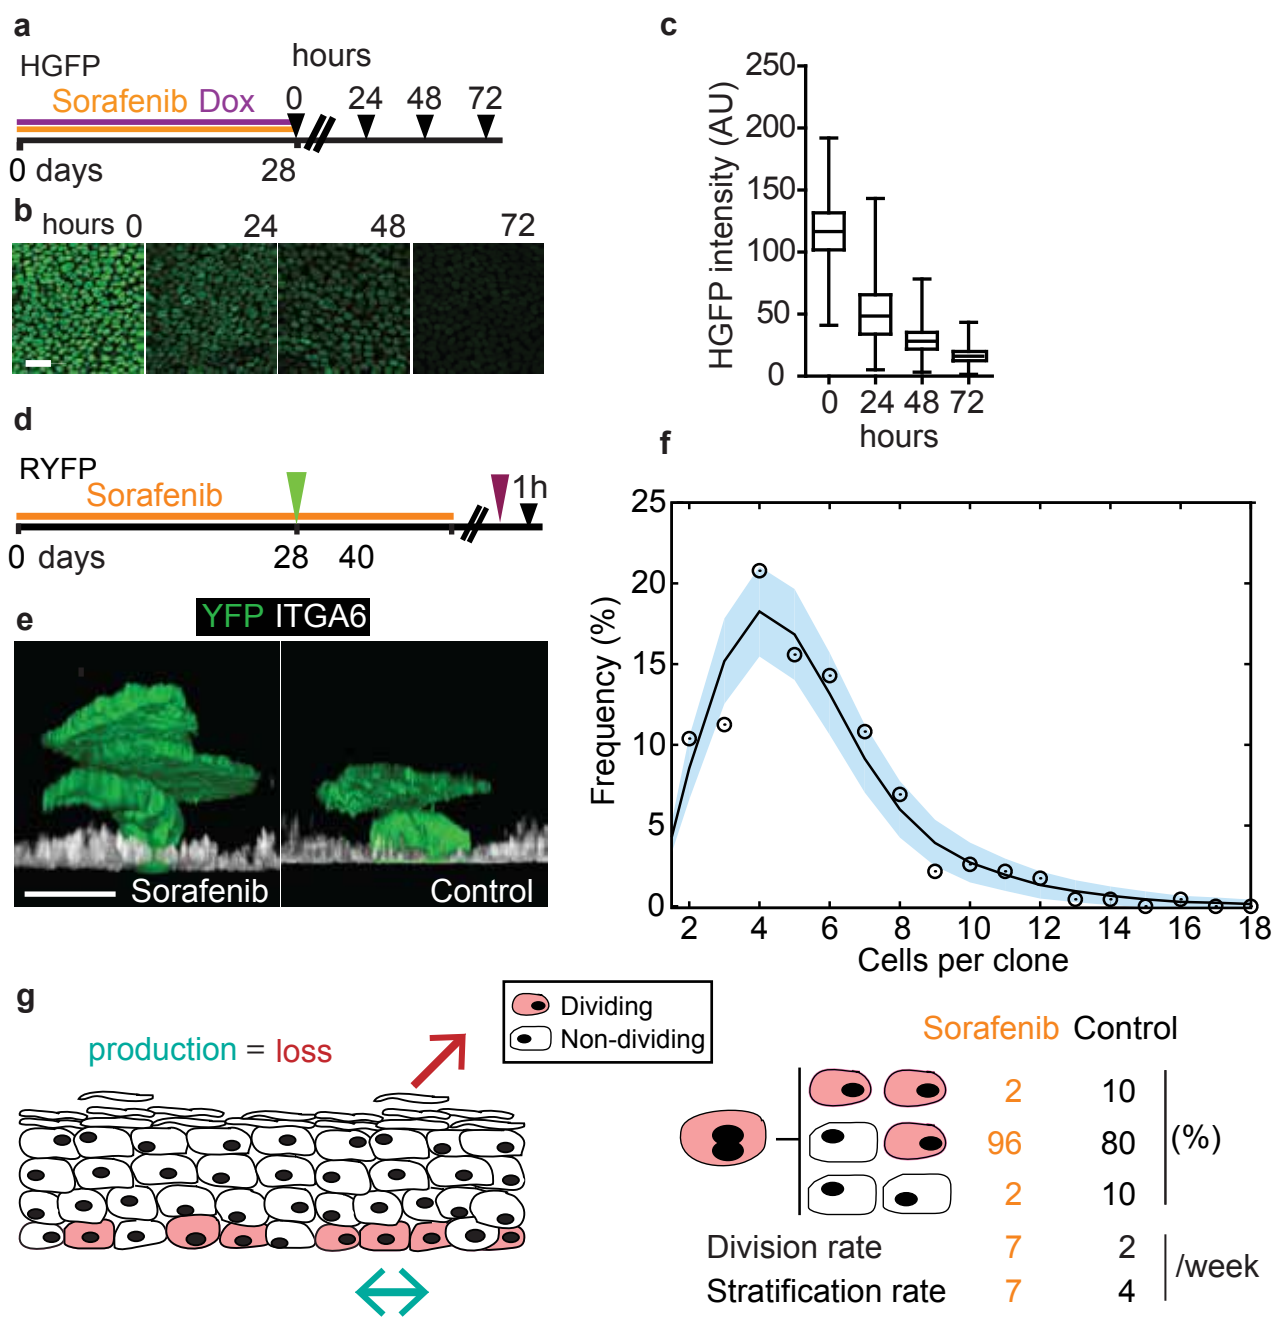 a
HGFP
hours
Sorafenib Dox
0 24 48 72
0 days 28
b
hours 0 24 48 72
c
HGFP intensity (AU)
250
200
150
100
50
0
0 24 48 72
hours
d
RYFP
Sorafenib
1h
0 days 28 40
e
YFP ITGA6
Sorafenib
Control
f
Frequency (%)
25
20
15
10
5
0
2 4 6 8 10 12 14 16 18
Cells per clone
g
production = loss
Dividing
Non-dividing
Sorafenib Control
2 10
96 80
2 10
(%)
Division rate 7 2
Stratification rate 7 4
/week